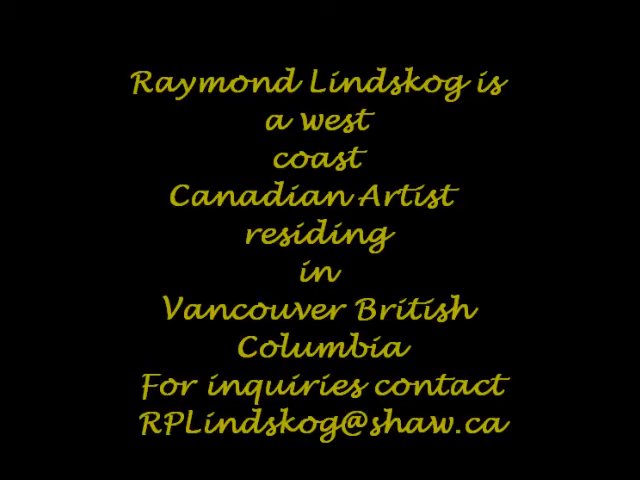 Raymond Lindskog is
a west
coast
Canadian Artist
residing
in
Vancouver British
Columbia
For inquiries contact
RPLindskog@shaw.ca